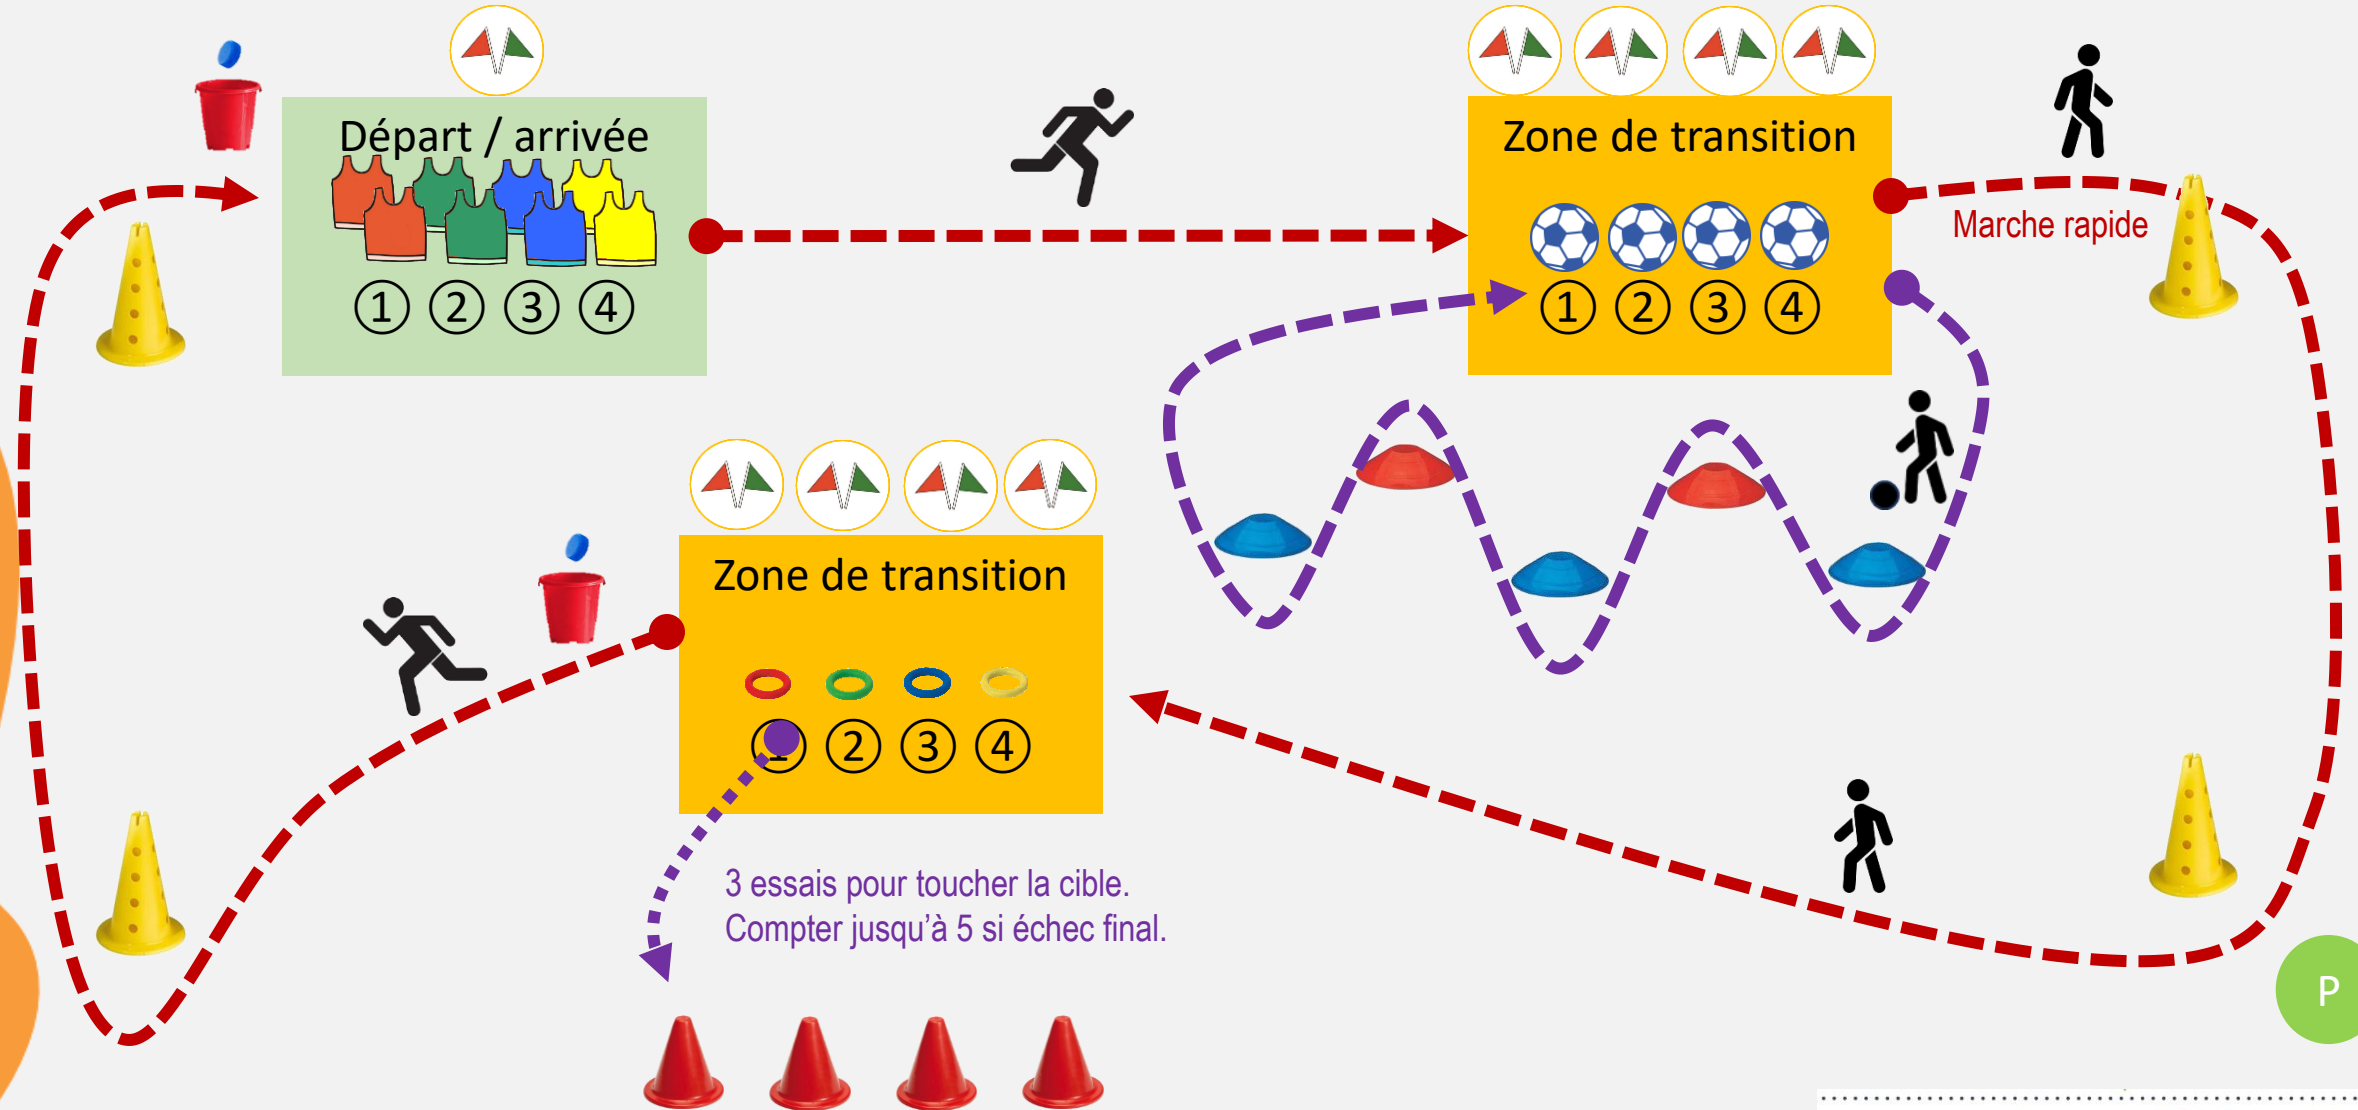 Départ / arrivée
① ② ③ ④
Zone de transition
① ② ③ ④
Marche rapide
Zone de transition
① ② ③ ④
3 essais pour toucher la cible.
Compter jusqu’à 5 si échec final.
P